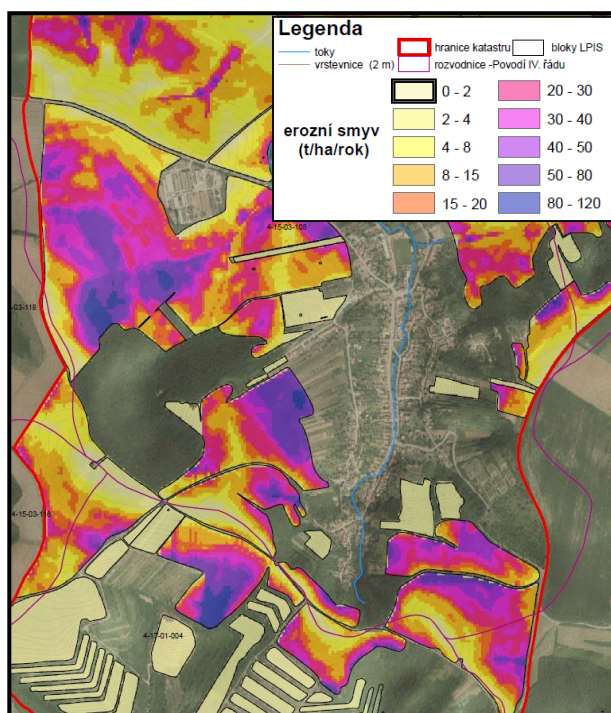 Legenda
toky
hranice katastru
bloky LPIS
vrstevnice (2 m)
rozvodnice -Povodí IV. řádu
erozní smyv
(t/ha/rok)
0 - 2
2 - 4
4 - 8
8 - 15
15 - 20
20 - 30
30 - 40
40 - 50
50 - 80
80 - 120
4-15-03-108
-03-118
4-15-03-116
4-17-01-004